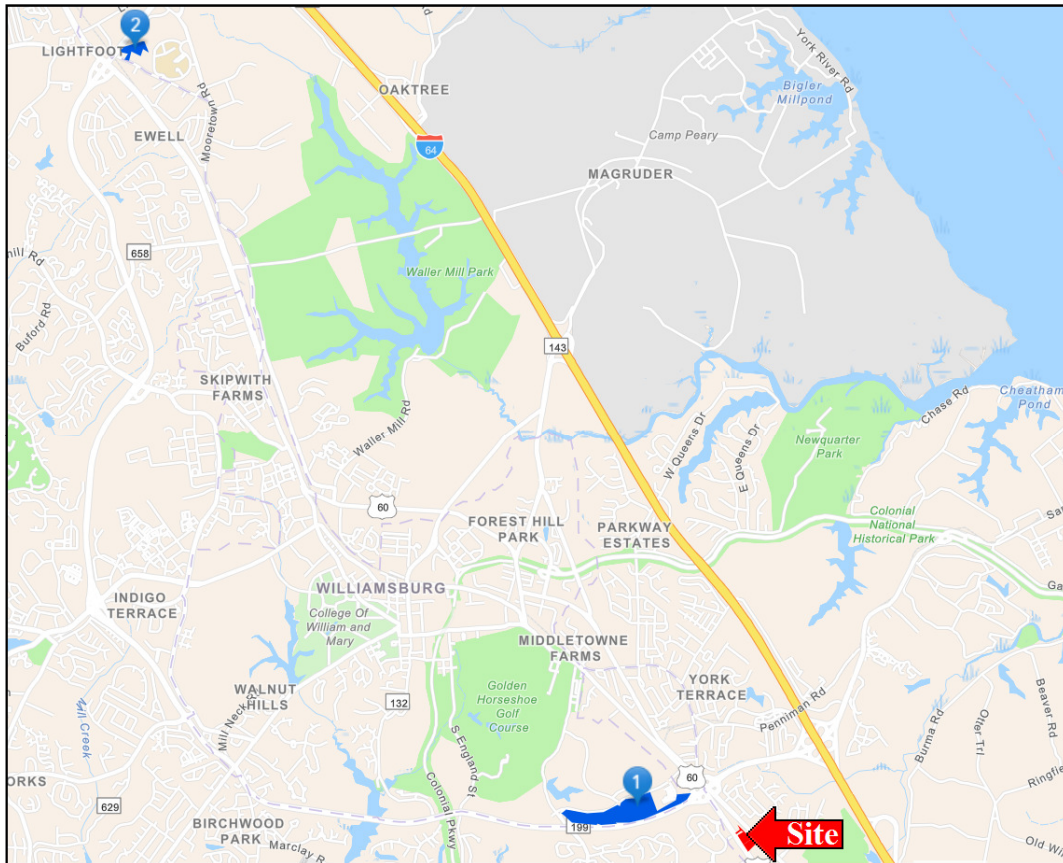 2
LIGHTFOOT
Mooretown Rd
EWELL
OAKTREE
64
York River Rd
Bigler
Millpond
Camp Peary
MAGRUDER
658
Buford Rd
Waller Mill Park
143
SKIPWITH
FARMS
Waller Mill Rd
W Queens Dr
E Queens Dr
Chase Rd
Cheatham
Pond
Newquarter
Park
60
FOREST HILL
PARK
PARKWAY
ESTATES
Colonial
National
Historical Park
WILLIAMSBURG
INDIGO
TERRACE
College Of
William and
Mary
MIDDLETOWNE
FARMS
WALNUT
HILLS
132
Golden
Horseshoe
Golf
Course
S England St
YORK
TERRACE
Penniman Rd
Burma Rd
Otter Trl
Beaver Rd
Colonial Pkwy
1
60
199
629
BIRCHWOOD
PARK
Site